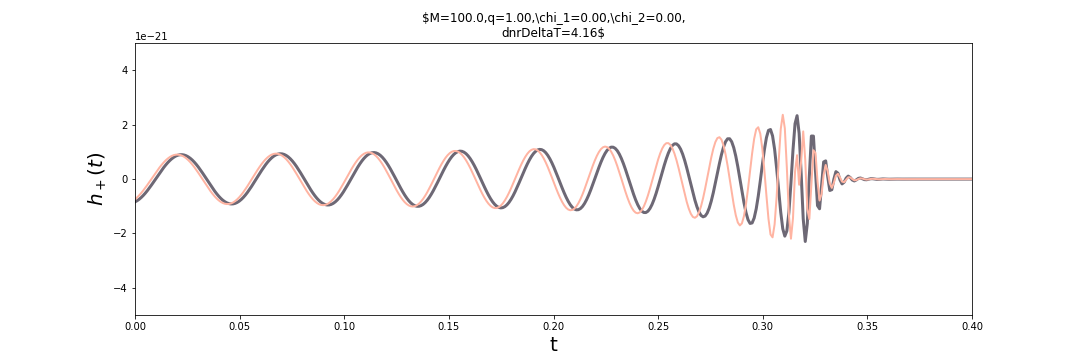 $M=100.0,q=1.00,\chi_1=0.00,\chi_2=0.00,
dnrDeltaT=4.16$
1e−21
4
2
0
−2
−4
h₊(t)
0.00 0.05 0.10 0.15 0.20 0.25 0.30 0.35 0.40
t